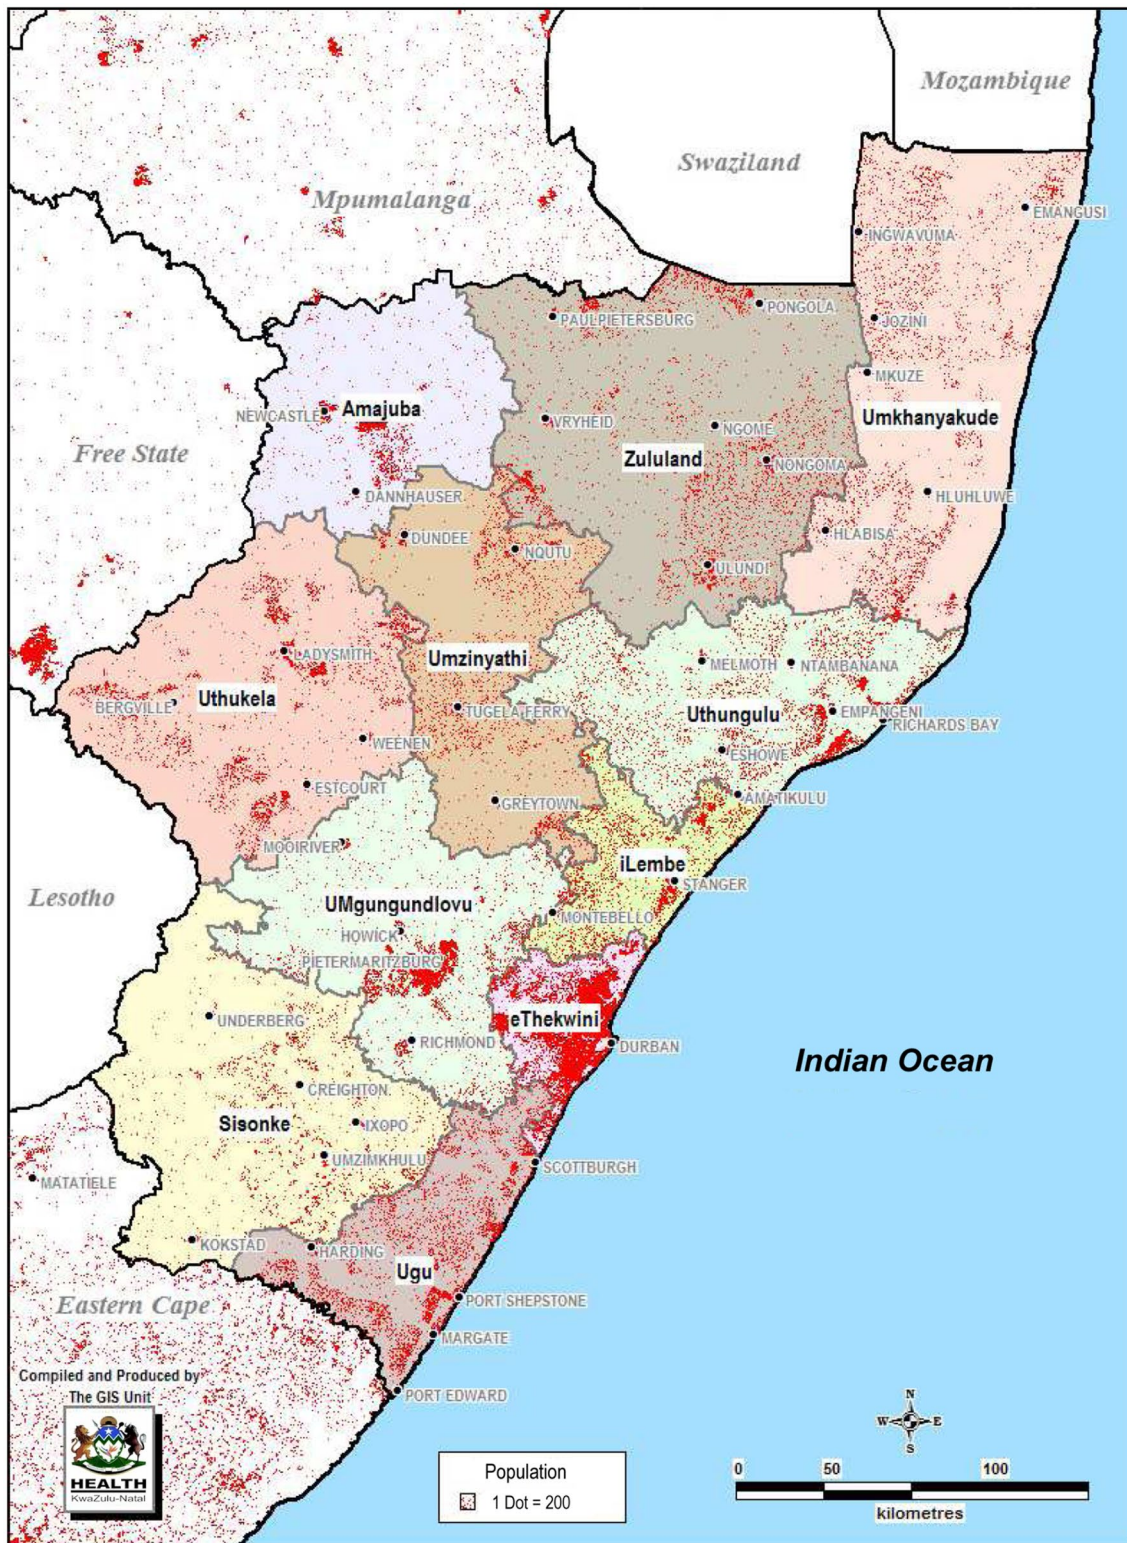 Mozambique
Swaziland
Mpumalanga
EMANGUSI
INGWAVUMA
PONGOLA
PAULPIETERSBURG
JOZINI
MKUZE
NEWCASTLE
Amajuba
VRYHEID
NGOME
Umkhanyakude
Free State
Zululand
NONGOMA
DANNHAUSER
HLUHLUWE
DUNDEE
NQUTU
HLABISA
ULUNDI
LADYSMITH
Umzinyathi
MELMOTH
NTAMBANANA
Uthukela
BERGVILLE
TUGELA FERRY
Uthungulu
EMPANGENI
RICHARDS BAY
WEENEN
ESHOWE
ESTCOURT
GREYTOWN
AMATIKULU
MOOIRIVER
iLembe
STANGER
Lesotho
UMgungundlovu
MONTEBELLO
HOWICK
PIETERMARITZBURG
UNDERBERG
eThekwini
RICHMOND
DURBAN
Indian Ocean
CREIGHTON
Sisonke
IXOPO
UMZIMKHULU
SCOTTBURGH
MATATIELE
KOKSTAD
HARDING
Ugu
Eastern Cape
PORT SHEPSTONE
MARGATE
PORT EDWARD
Compiled and Produced by
The GIS Unit
HEALTH
KwaZulu-Natal
Population
1 Dot = 200
N
W E
S
0 50 100
kilometres